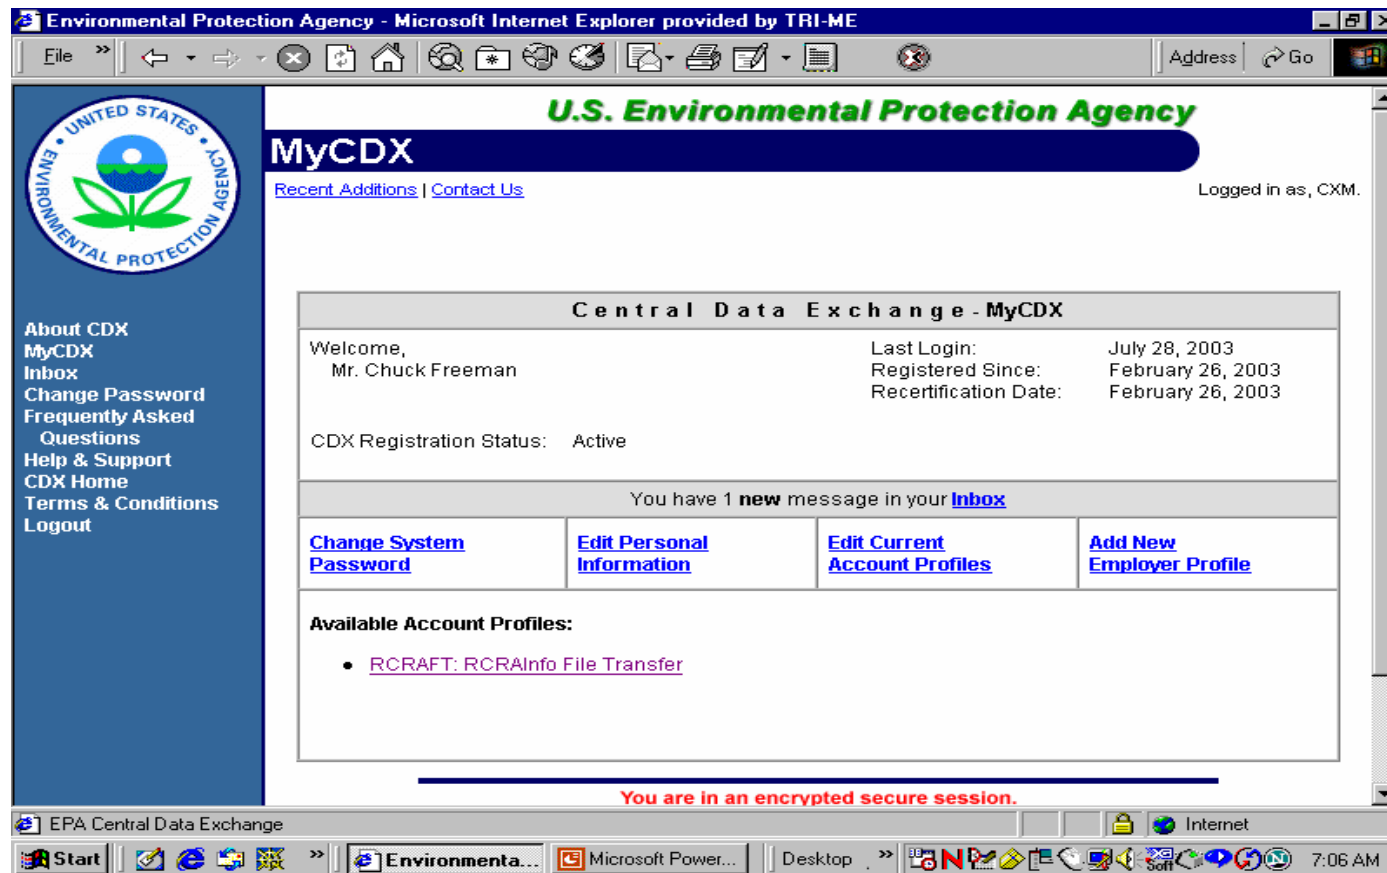 Environmental Protection Agency - Microsoft Internet Explorer provided by TRI-ME
File » Address Go
UNITED STATES ENVIRONMENTAL PROTECTION AGENCY
U.S. Environmental Protection Agency
MyCDX
Recent Additions | Contact Us
Logged in as, CXM.
About CDX
MyCDX
Inbox
Change Password
Frequently Asked
Questions
Help & Support
CDX Home
Terms & Conditions
Logout
Central Data Exchange - MyCDX
Welcome,
Mr. Chuck Freeman
Last Login: July 28, 2003
Registered Since: February 26, 2003
Recertification Date: February 26, 2003
CDX Registration Status: Active
You have 1 new message in your Inbox
Change System
Password
Edit Personal
Information
Edit Current
Account Profiles
Add New
Employer Profile
Available Account Profiles:
• RCRAFT: RCRAInfo File Transfer
You are in an encrypted secure session.
EPA Central Data Exchange
Internet
Start » Environmenta... Microsoft Power... Desktop » 7:06 AM